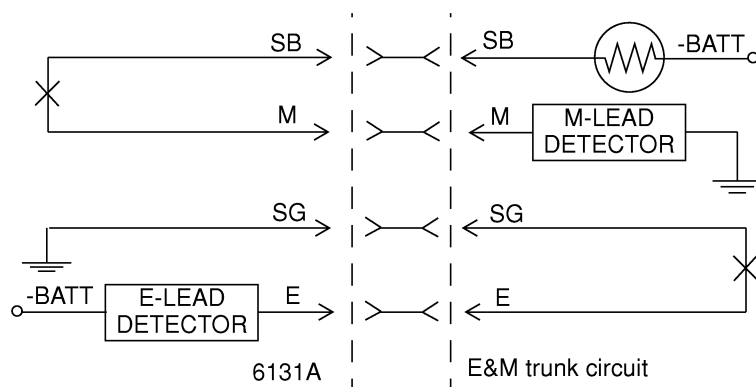 SB SB -BATT
M M M-LEAD
DETECTOR
SG SG
-BATT E-LEAD
DETECTOR E E
6131A E&M trunk circuit